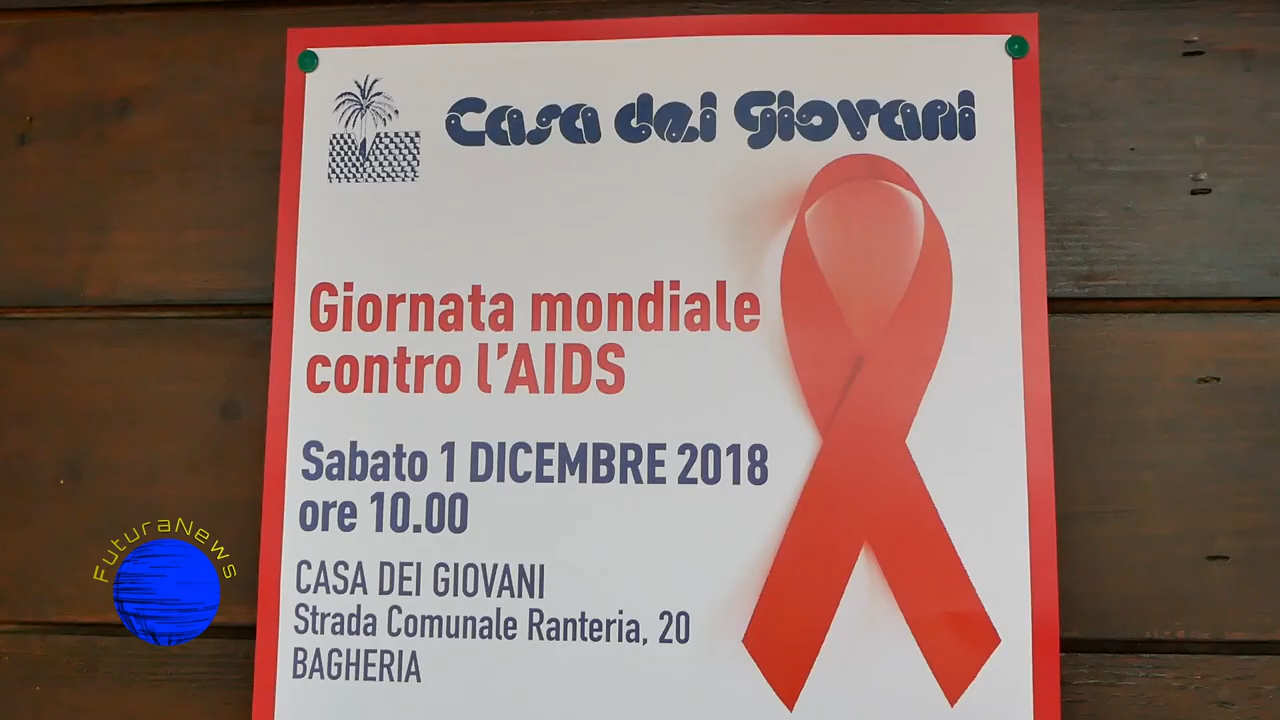 Casa dei Giovani
Giornata mondiale
contro l'AIDS
Sabato 1 DICEMBRE 2018
ore 10.00
CASA DEI GIOVANI
Strada Comunale Ranteria, 20
BAGHERIA
FuturaNews